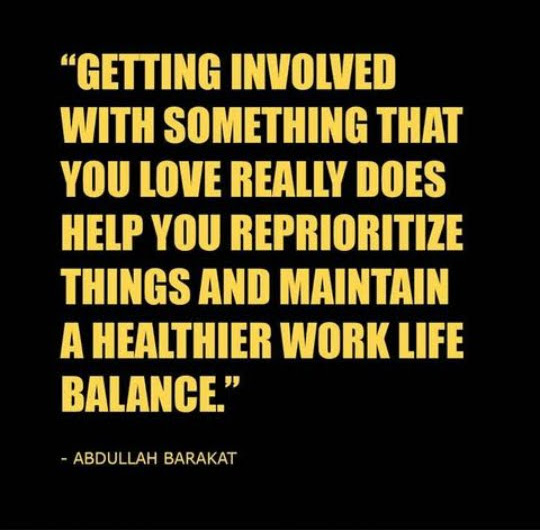 “GETTING INVOLVED
WITH SOMETHING THAT
YOU LOVE REALLY DOES
HELP YOU REPRIORITIZE
THINGS AND MAINTAIN
A HEALTHIER WORK LIFE
BALANCE.”
- ABDULLAH BARAKAT